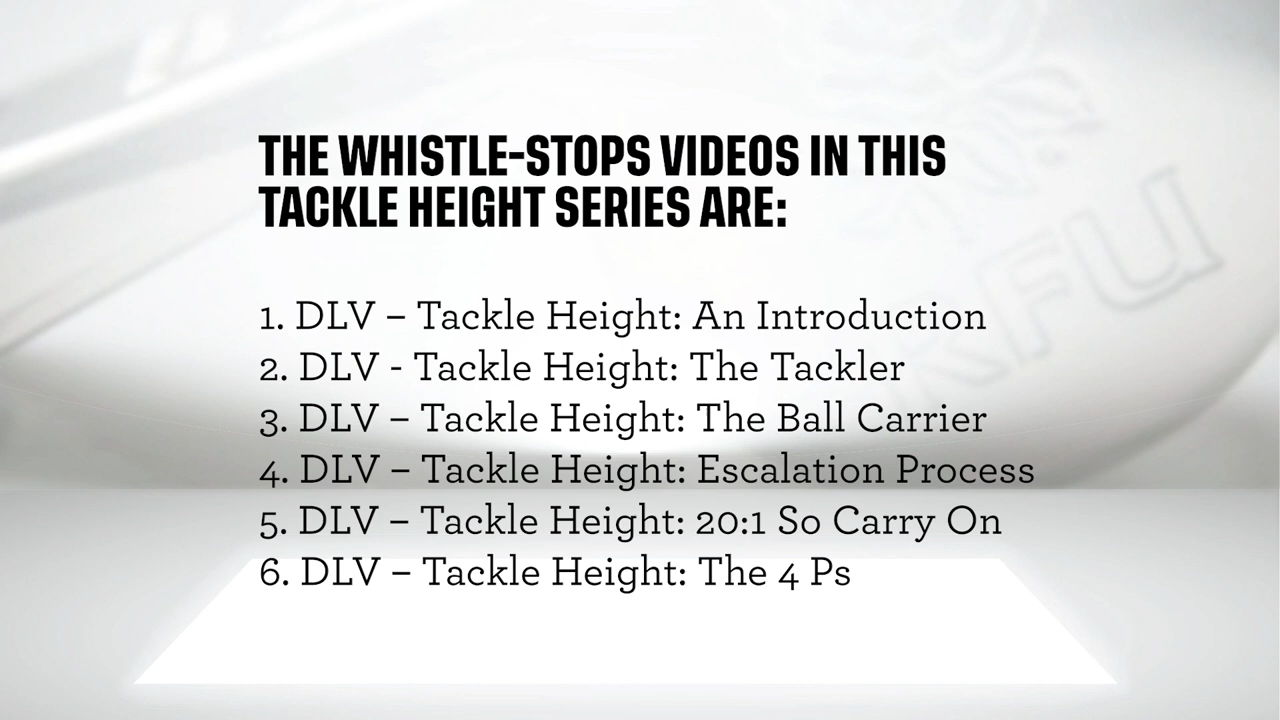 THE WHISTLE-STOPS VIDEOS IN THIS
TACKLE HEIGHT SERIES ARE:
1. DLV – Tackle Height: An Introduction
2. DLV - Tackle Height: The Tackler
3. DLV – Tackle Height: The Ball Carrier
4. DLV – Tackle Height: Escalation Process
5. DLV – Tackle Height: 20:1 So Carry On
6. DLV – Tackle Height: The 4 Ps